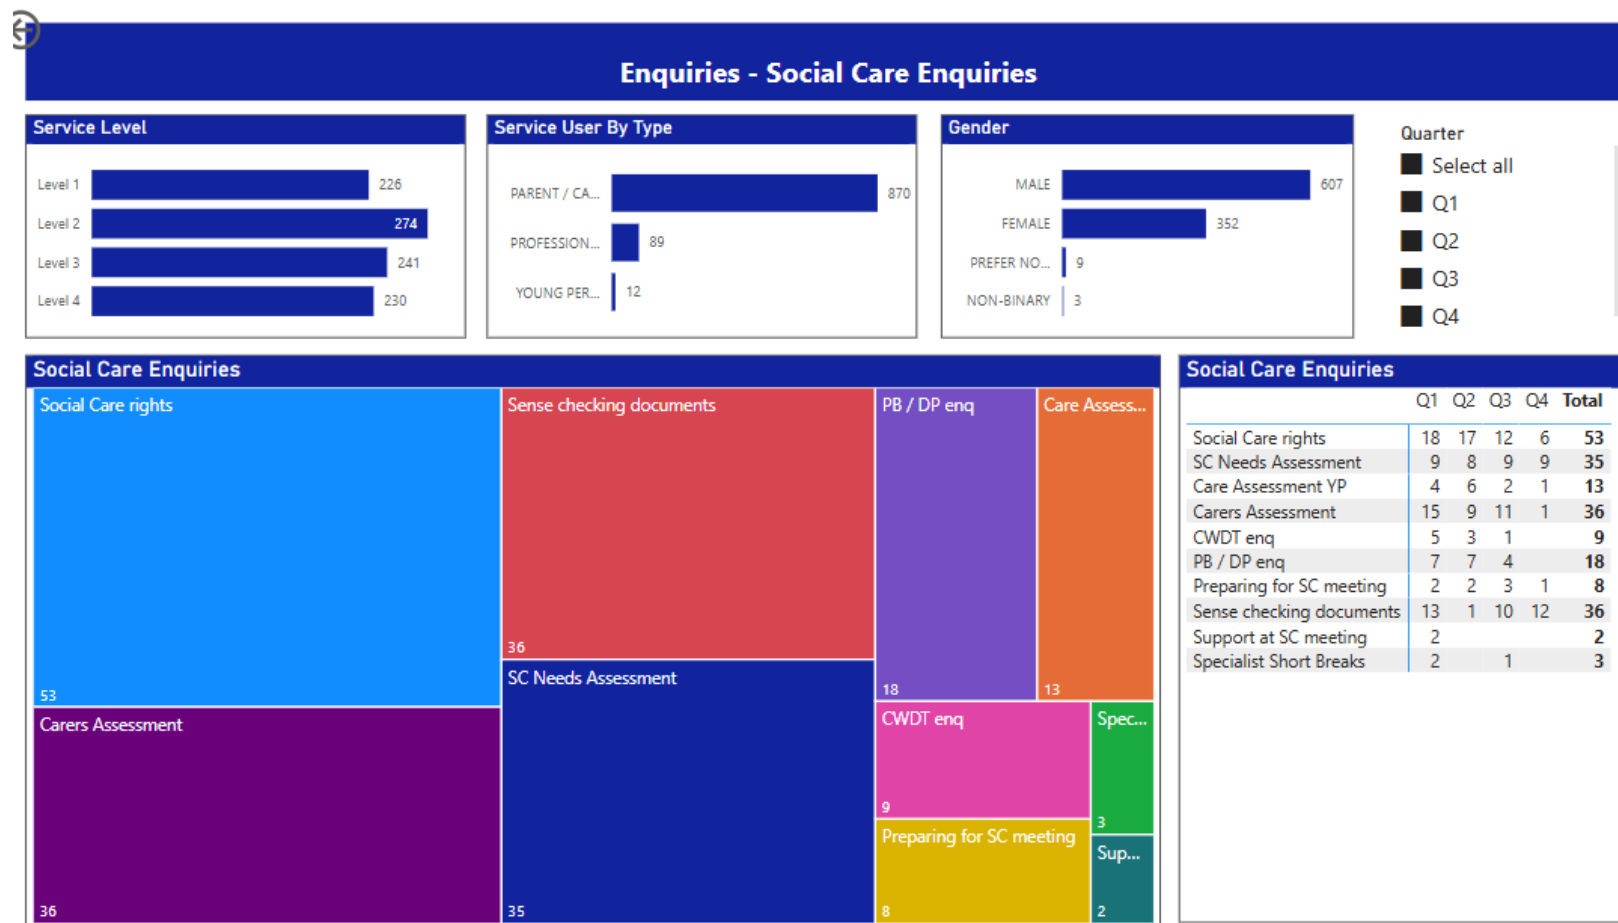 Enquiries - Social Care Enquiries
Service Level
Level 1 226
Level 2 274
Level 3 241
Level 4 230
Service User By Type
PARENT / CA... 870
PROFESSION... 89
YOUNG PER... 12
Gender
MALE 607
FEMALE 352
PREFER NO... 9
NON-BINARY 3
Quarter
Select all
Q1
Q2
Q3
Q4
Social Care Enquiries
Social Care rights
53
Carers Assessment
36
Sense checking documents
36
SC Needs Assessment
35
PB / DP enq
18
Care Assess...
13
CWDT enq
9
Preparing for SC meeting
8
Spec...
3
Sup...
2
Social Care Enquiries
Q1 Q2 Q3 Q4 Total
Social Care rights 18 17 12 6 53
SC Needs Assessment 9 8 9 9 35
Care Assessment YP 4 6 2 1 13
Carers Assessment 15 9 11 1 36
CWDT enq 5 3 1 9
PB / DP enq 7 7 4 18
Preparing for SC meeting 2 2 3 1 8
Sense checking documents 13 1 10 12 36
Support at SC meeting 2 2
Specialist Short Breaks 2 1 3